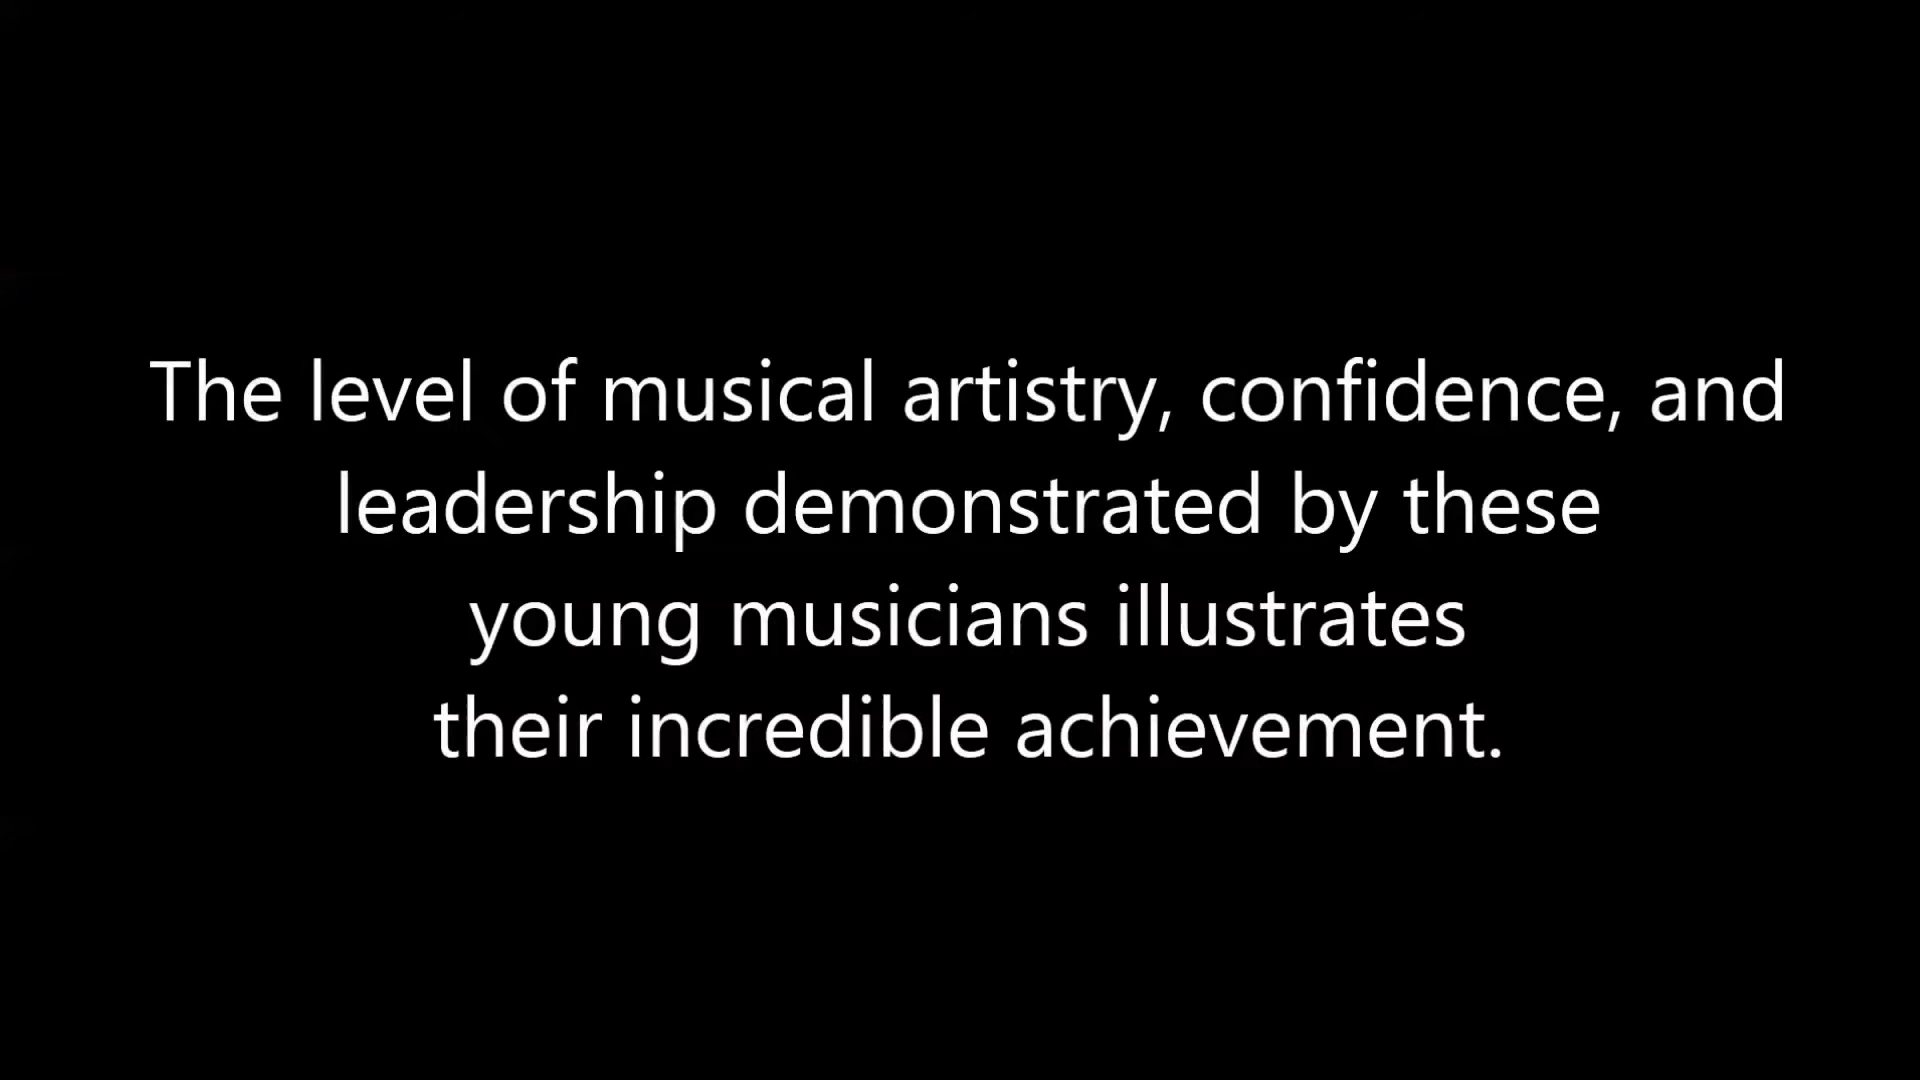 The level of musical artistry, confidence, and
leadership demonstrated by these
young musicians illustrates
their incredible achievement.